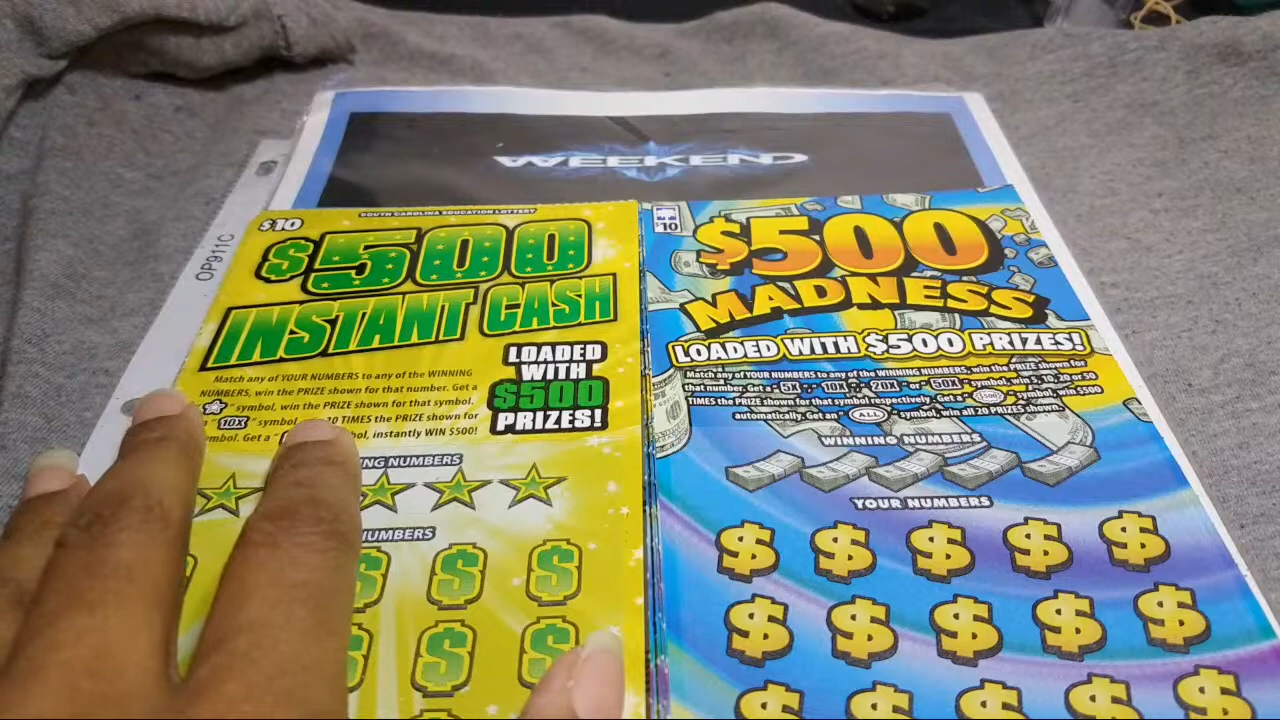 WEEKEND
OP911C
SOUTH CAROLINA EDUCATION LOTTERY
$10
$500
INSTANT CASH
LOADED
WITH
$500
PRIZES!
Match any of YOUR NUMBERS to any of the WINNING
NUMBERS, win the PRIZE shown for that number. Get a
" symbol, win the PRIZE shown for that symbol.
a "10X" symbol TIMES the PRIZE shown for
symbol. Get a " symbol, instantly WIN $500!
NUMBERS
NUMBERS
$ $ $
$ $ $
$10
$500
MADNESS
LOADED WITH $500 PRIZES!
Match any of YOUR NUMBERS to any of the WINNING NUMBERS, win the PRIZE shown for
that number. Get a "5X", "10X", "20X" or "50X" symbol, win 5, 10, 20 or 50
TIMES the PRIZE shown for that symbol respectively. Get a "$500" symbol, win $500
automatically. Get an "ALL" symbol, win all 20 PRIZES shown.
WINNING NUMBERS
YOUR NUMBERS
$ $ $ $ $
$ $ $ $ $
$ $ $ $ $